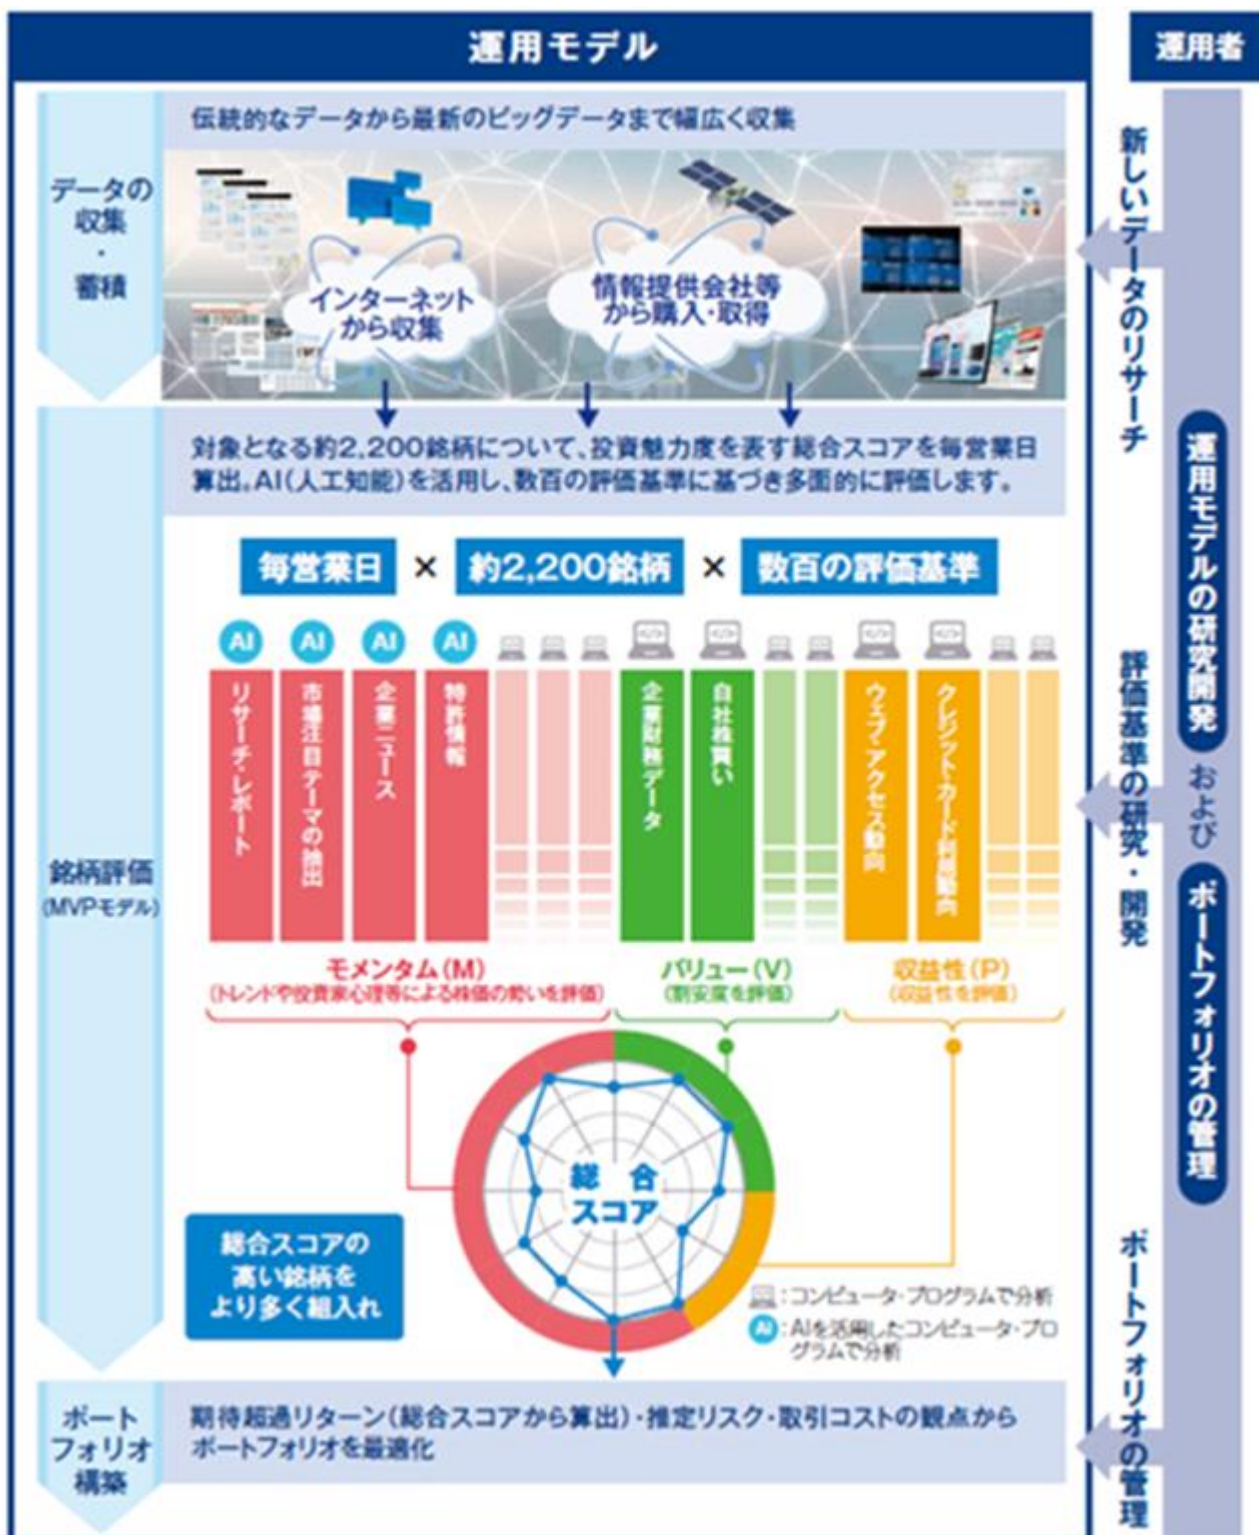 運用モデル
運用者
データの
収集
・
蓄積
伝統的なデータから最新のビッグデータまで幅広く収集
インターネット
から収集
情報提供会社等
から購入・取得
新しいデータのリサーチ
銘柄評価
(MVPモデル)
対象となる約2,200銘柄について、投資魅力度を表す総合スコアを毎営業日
算出。AI(人工知能)を活用し、数百の評価基準に基づき多面的に評価します。
毎営業日 × 約2,200銘柄 × 数百の評価基準
AI
AI
AI
AI
リサーチ・レポート
市場注目テーマの抽出
企業ニュース
特許情報
企業財務データ
自社株買い
ウェブ・アクセス動向
クレジット・カード利用動向
モメンタム(M)
(トレンドや投資家心理等による株価の勢いを評価)
バリュー(V)
(割安度を評価)
収益性(P)
(収益性を評価)
総合
スコア
総合スコアの
高い銘柄を
より多く組入れ
:コンピュータ・プログラムで分析
AI:AIを活用したコンピュータ・プロ
グラムで分析
評価基準の研究・開発
運用モデルの研究開発
および
ポートフォリオの管理
ポート
フォリオ
構築
期待超過リターン(総合スコアから算出)・推定リスク・取引コストの観点から
ポートフォリオを最適化
ポートフォリオの管理